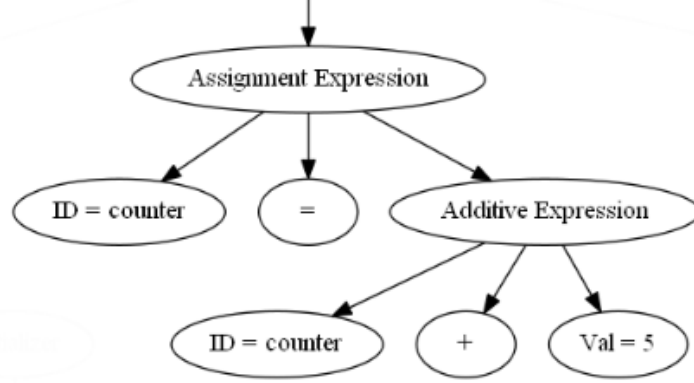 Assignment Expression
ID = counter
=
Additive Expression
ID = counter
+
Val = 5